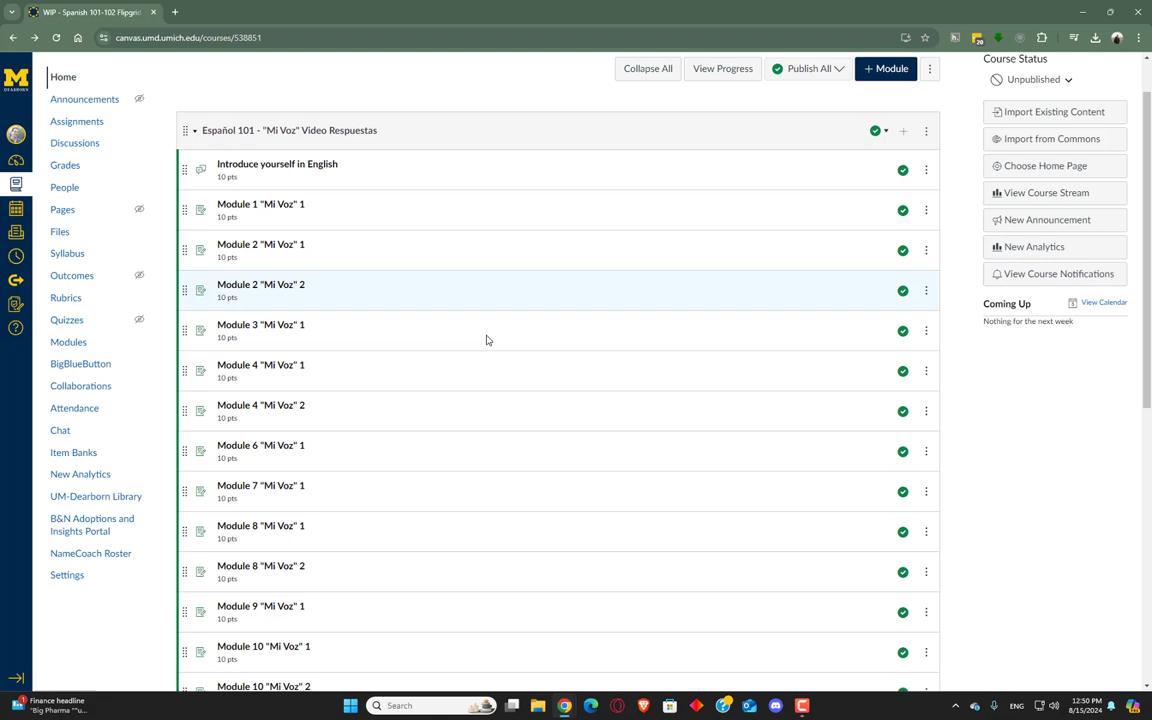 WIP - Spanish 101-102 Flipgrid
canvas.umd.umich.edu/courses/538851
20
DEARBORN
Home
Announcements
Assignments
Discussions
Grades
People
Pages
Files
Syllabus
Outcomes
Rubrics
Quizzes
Modules
BigBlueButton
Collaborations
Attendance
Chat
Item Banks
New Analytics
UM-Dearborn Library
B&N Adoptions and
Insights Portal
NameCoach Roster
Settings
Collapse All
View Progress
Publish All
+ Module
Español 101 - "Mi Voz" Video Respuestas
Introduce yourself in English
10 pts
Module 1 "Mi Voz" 1
10 pts
Module 2 "Mi Voz" 1
10 pts
Module 2 "Mi Voz" 2
10 pts
Module 3 "Mi Voz" 1
10 pts
Module 4 "Mi Voz" 1
10 pts
Module 4 "Mi Voz" 2
10 pts
Module 6 "Mi Voz" 1
10 pts
Module 7 "Mi Voz" 1
10 pts
Module 8 "Mi Voz" 1
10 pts
Module 8 "Mi Voz" 2
10 pts
Module 9 "Mi Voz" 1
10 pts
Module 10 "Mi Voz" 1
10 pts
Module 10 "Mi Voz" 2
Course Status
Unpublished
Import Existing Content
Import from Commons
Choose Home Page
View Course Stream
New Announcement
New Analytics
View Course Notifications
Coming Up
View Calendar
Nothing for the next week
1
Finance headline
"Big Pharma ""u...
Search
ENG
12:50 PM
8/15/2024